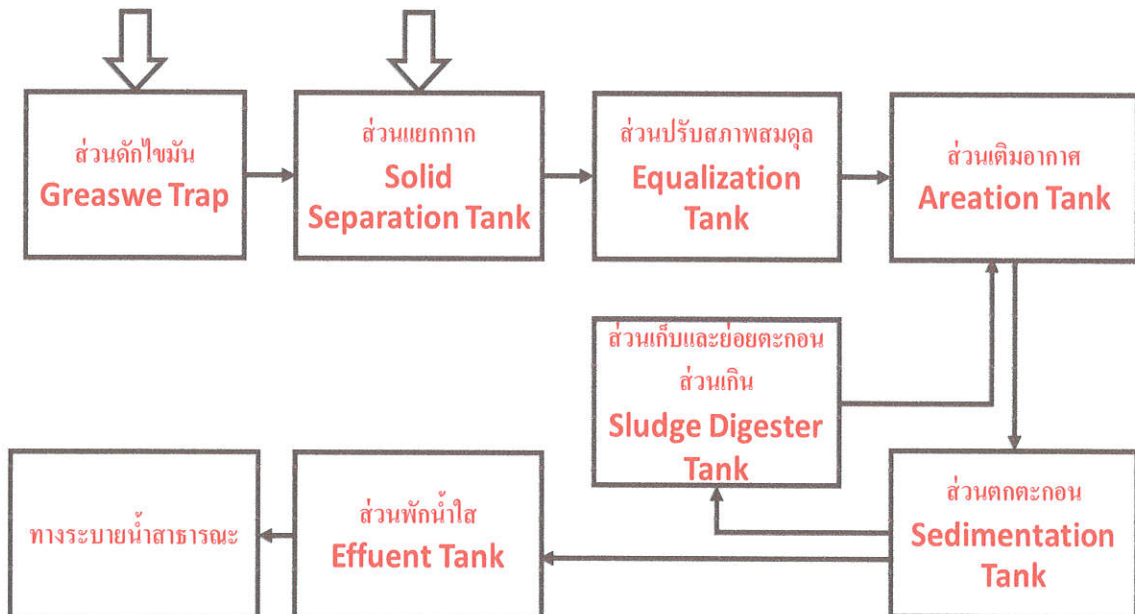 ส่วนดักไขมัน
Greaswe Trap
ส่วนแยกกาก
Solid
Separation Tank
ส่วนปรับสภาพสมดุล
Equalization
Tank
ส่วนเติมอากาศ
Areation Tank
ส่วนเก็บและย่อยตะกอน
ส่วนเกิน
Sludge Digester
Tank
ส่วนตกตะกอน
Sedimentation
Tank
ส่วนพักน้ำใส
Effuent Tank
ทางระบายน้ำสาธารณะ